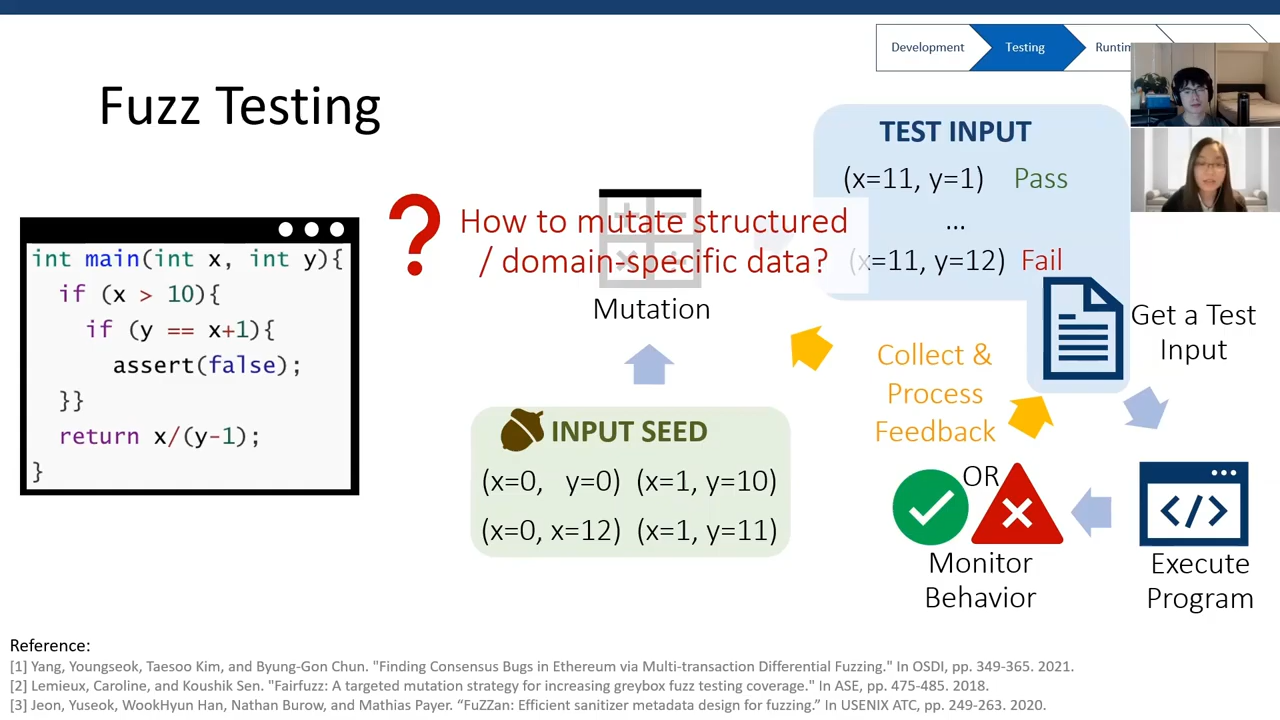 Development
Testing
Fuzz Testing
int main(int x, int y){
if (x > 10){
if (y == x+1){
assert(false);
}}
return x/(y-1);
}
? How to mutate structured
/ domain-specific data?
Mutation
TEST INPUT
(x=11, y=1) Pass
...
(x=11, y=12) Fail
Get a Test
Input
Collect &
Process
Feedback
INPUT SEED
(x=0, y=0) (x=1, y=10)
(x=0, x=12) (x=1, y=11)
OR
</>
Monitor
Behavior
Execute
Program
Reference:
[1] Yang, Youngseok, Taesoo Kim, and Byung-Gon Chun. "Finding Consensus Bugs in Ethereum via Multi-transaction Differential Fuzzing." In OSDI, pp. 349-365. 2021.
[2] Lemieux, Caroline, and Koushik Sen. "Fairfuzz: A targeted mutation strategy for increasing greybox fuzz testing coverage." In ASE, pp. 475-485. 2018.
[3] Jeon, Yuseok, WookHyun Han, Nathan Burow, and Mathias Payer. “FuZZan: Efficient sanitizer metadata design for fuzzing.” In USENIX ATC, pp. 249-263. 2020.